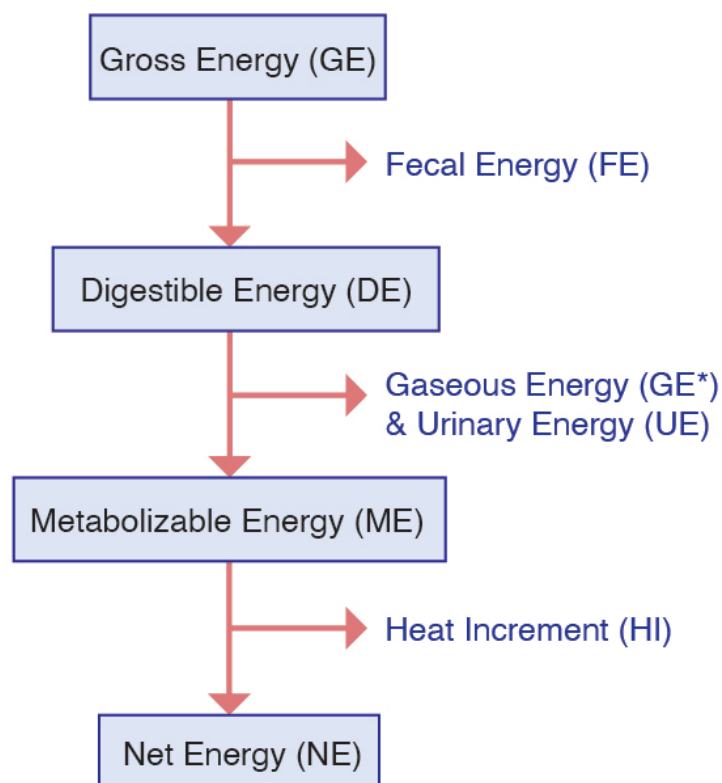 Gross Energy (GE)
Fecal Energy (FE)
Digestible Energy (DE)
Gaseous Energy (GE*)
& Urinary Energy (UE)
Metabolizable Energy (ME)
Heat Increment (HI)
Net Energy (NE)